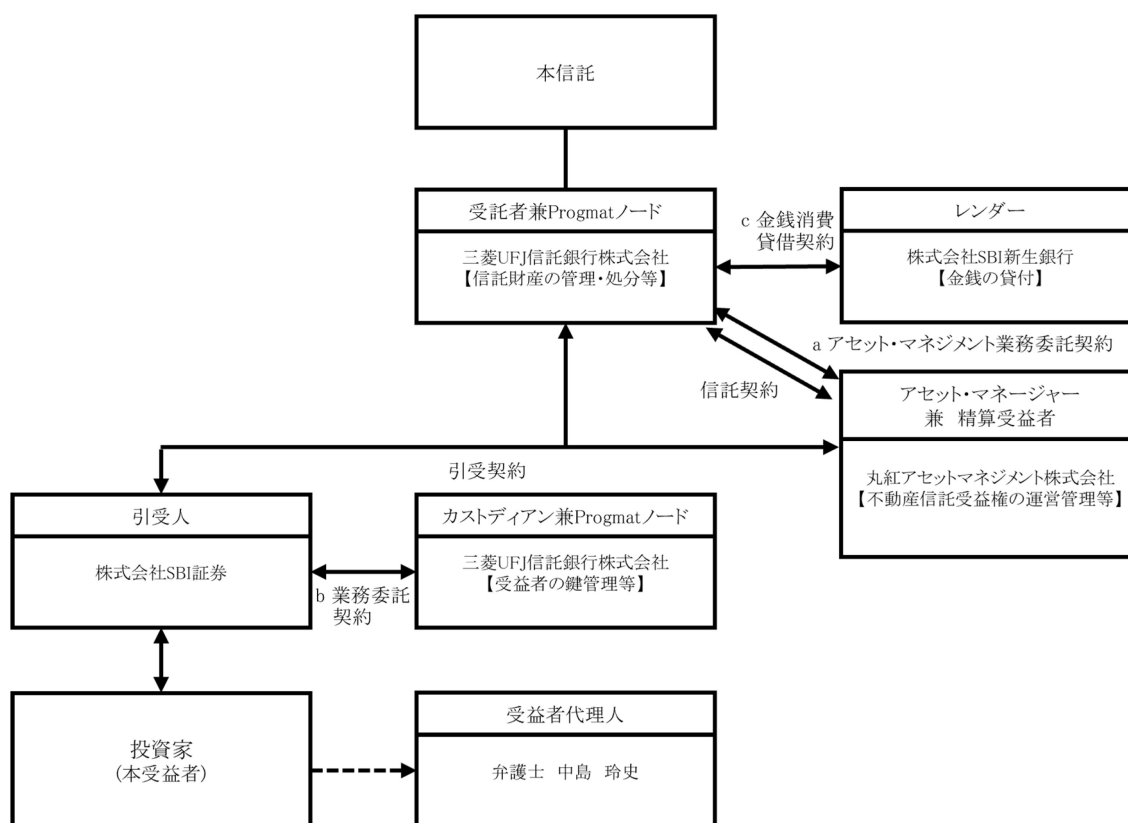 本信託
受託者兼Progmatノード
三菱UFJ信託銀行株式会社
【信託財産の管理・処分等】
c 金銭消費
貸借契約
レンダー
株式会社SBI新生銀行
【金銭の貸付】
a アセット・マネジメント業務委託契約
信託契約
アセット・マネージャー
兼 精算受益者
丸紅アセットマネジメント株式会社
【不動産信託受益権の運営管理等】
引受契約
引受人
株式会社SBI証券
b 業務委託
契約
カストディアン兼Progmatノード
三菱UFJ信託銀行株式会社
【受益者の鍵管理等】
投資家
(本受益者)
受益者代理人
弁護士 中島 玲史